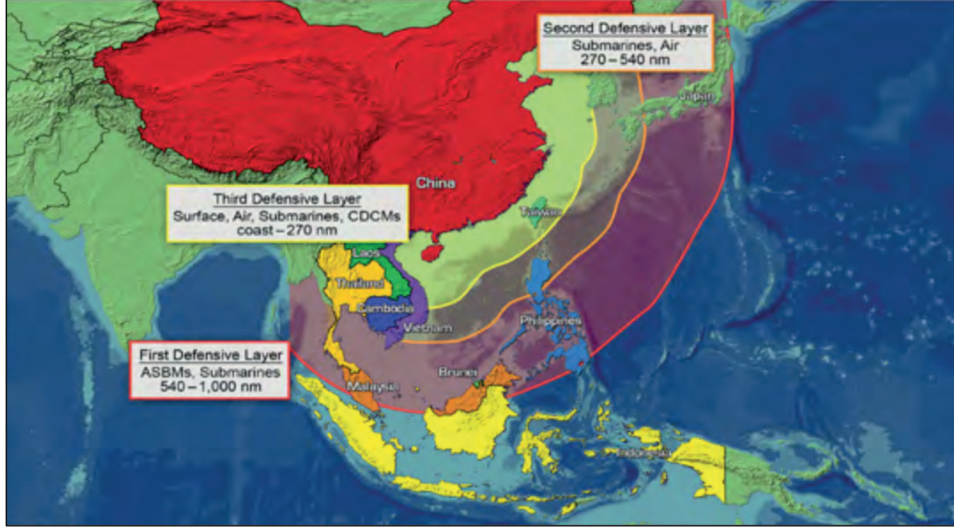 Second Defensive Layer
Submarines, Air
270 – 540 nm
Japan
China
Third Defensive Layer
Surface, Air, Submarines, CDCMs
coast – 270 nm
Taiwan
Laos
Thailand
Cambodia
Vietnam
Philippines
First Defensive Layer
ASBMs, Submarines
540 – 1,000 nm
Brunei
Malaysia
Indonesia